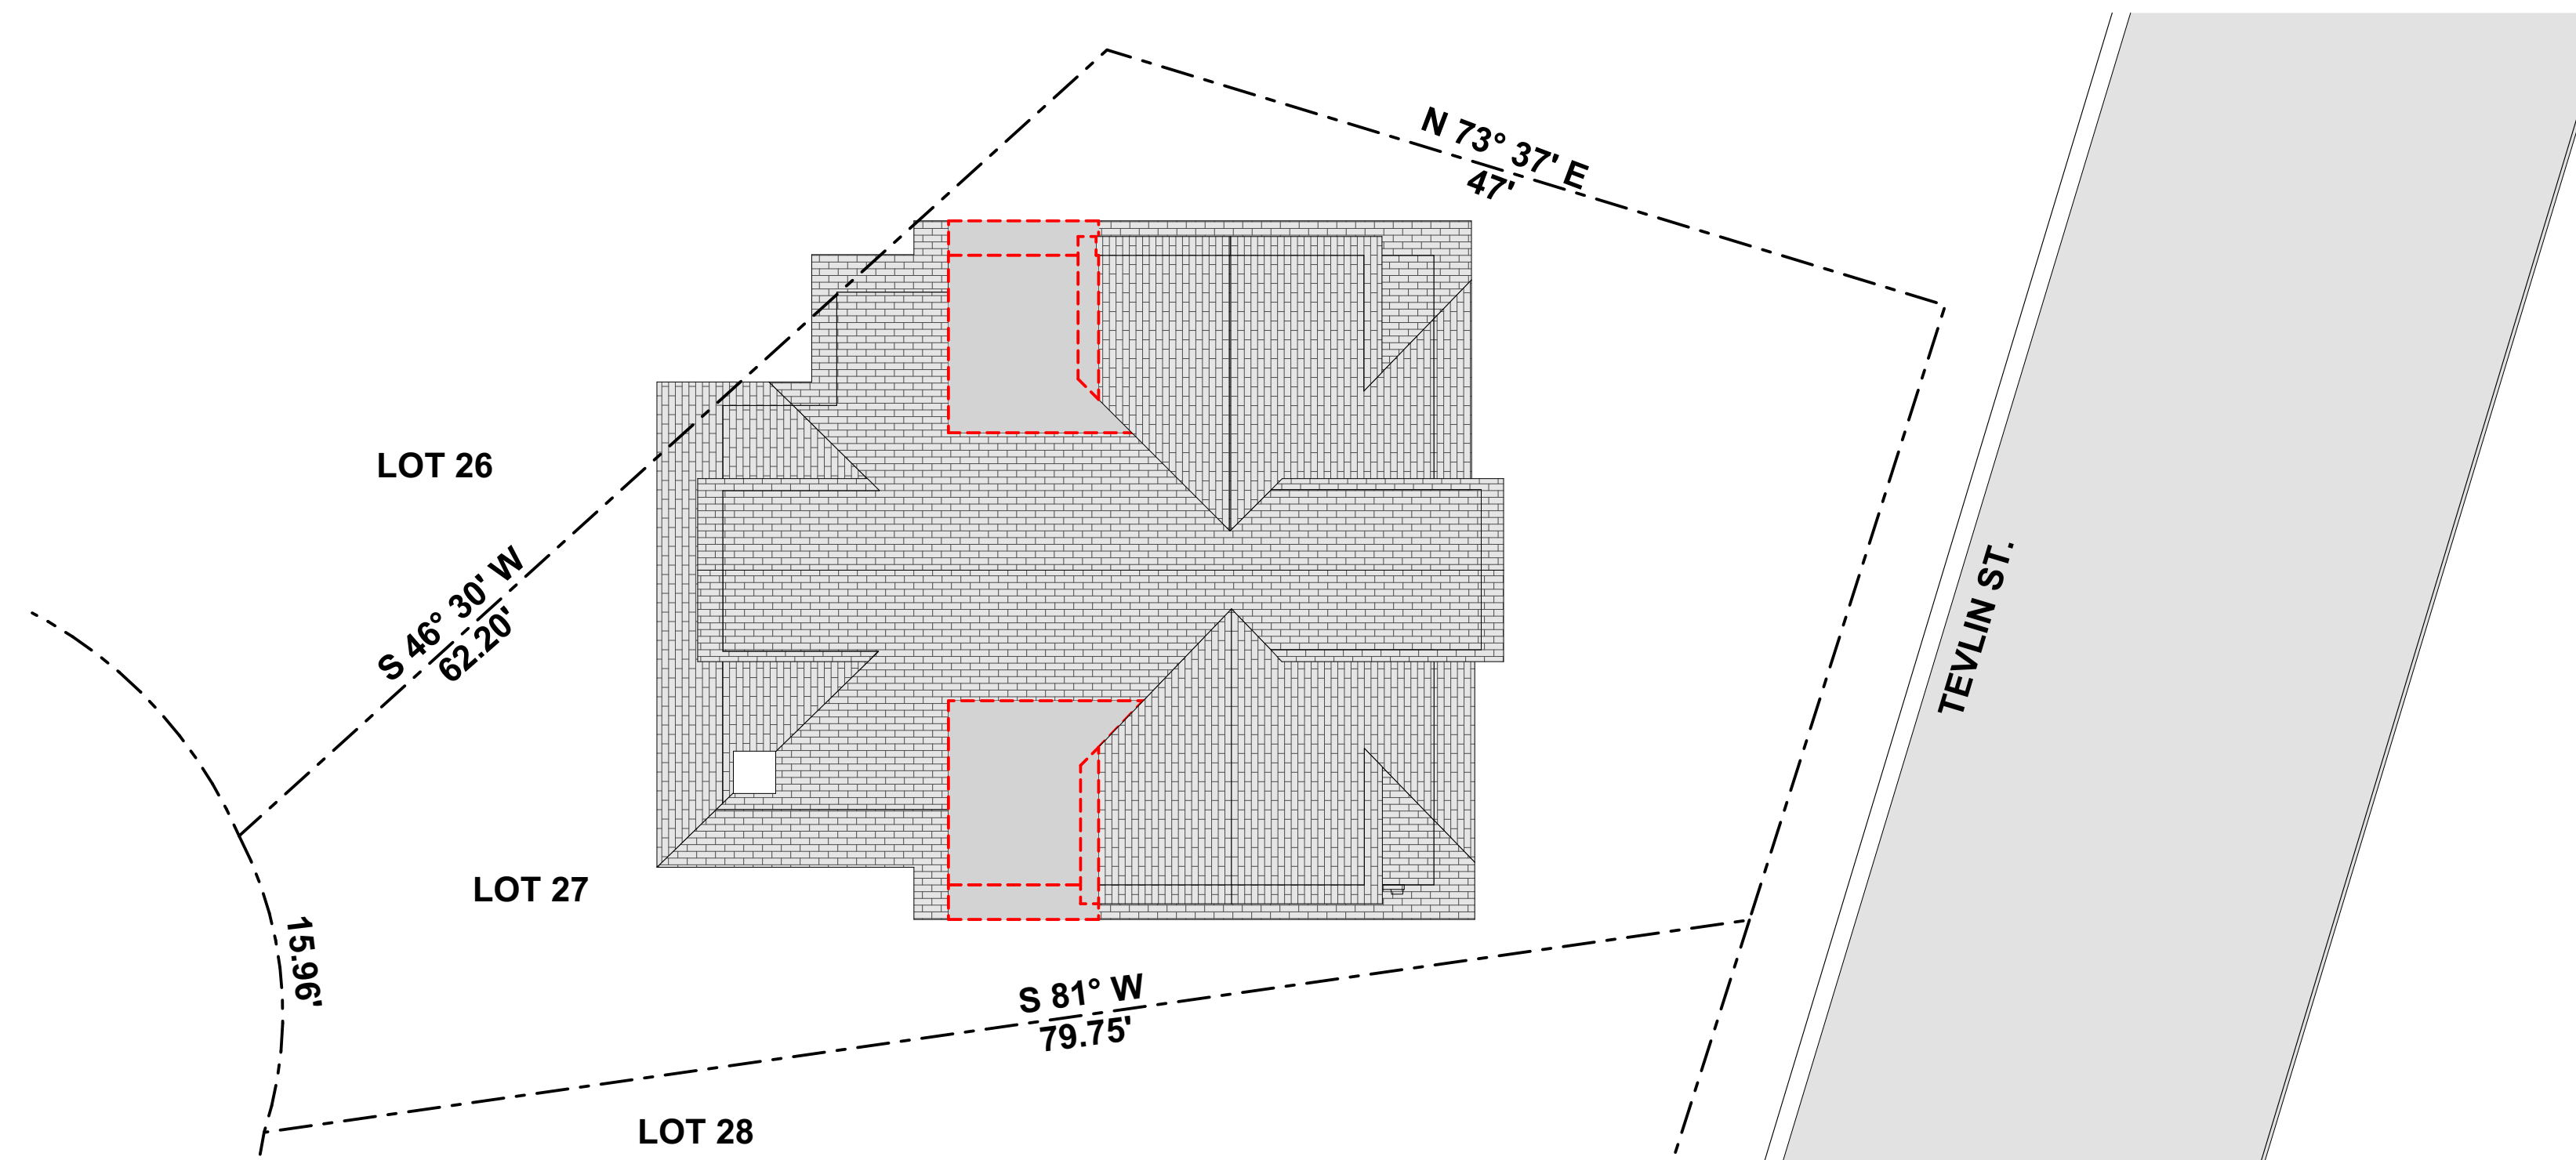 N 73° 37' E
47'
LOT 26
S 46° 30' W
62.20'
TEVLIN ST.
LOT 27
15.96'
S 81° W
79.75'
LOT 28